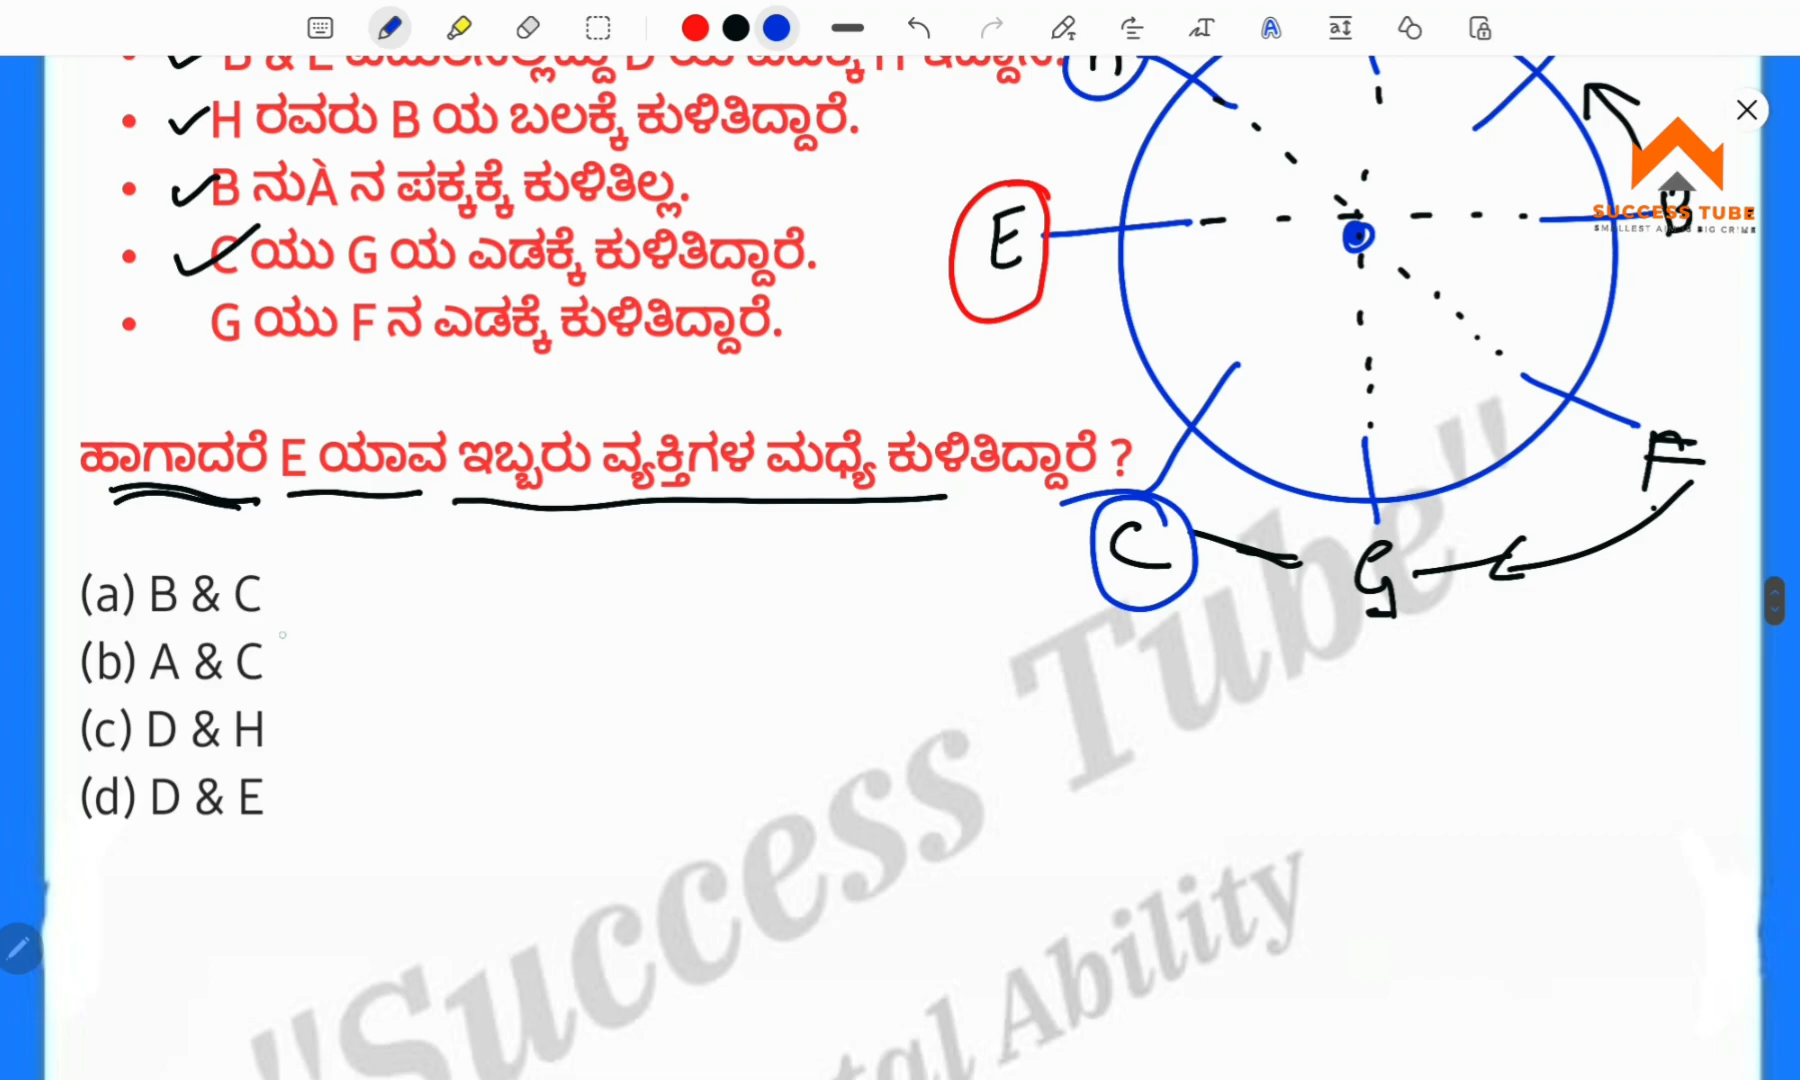 H ರವರು B ಯ ಬಲಕ್ಕೆ ಕುಳಿತಿದ್ದಾರೆ.
B ನುÀ ನ ಪಕ್ಕಕ್ಕೆ ಕುಳಿತಿಲ್ಲ.
C ಯು G ಯ ಎಡಕ್ಕೆ ಕುಳಿತಿದ್ದಾರೆ.
G ಯು F ನ ಎಡಕ್ಕೆ ಕುಳಿತಿದ್ದಾರೆ.
ಹಾಗಾದರೆ E ಯಾವ ಇಬ್ಬರು ವ್ಯಕ್ತಿಗಳ ಮಧ್ಯೆ ಕುಳಿತಿದ್ದಾರೆ ?
(a) B & C
(b) A & C
(c) D & H
(d) D & E
E
B
SUCCESS TUBE
F
C
G
"Success Tube"
Ability